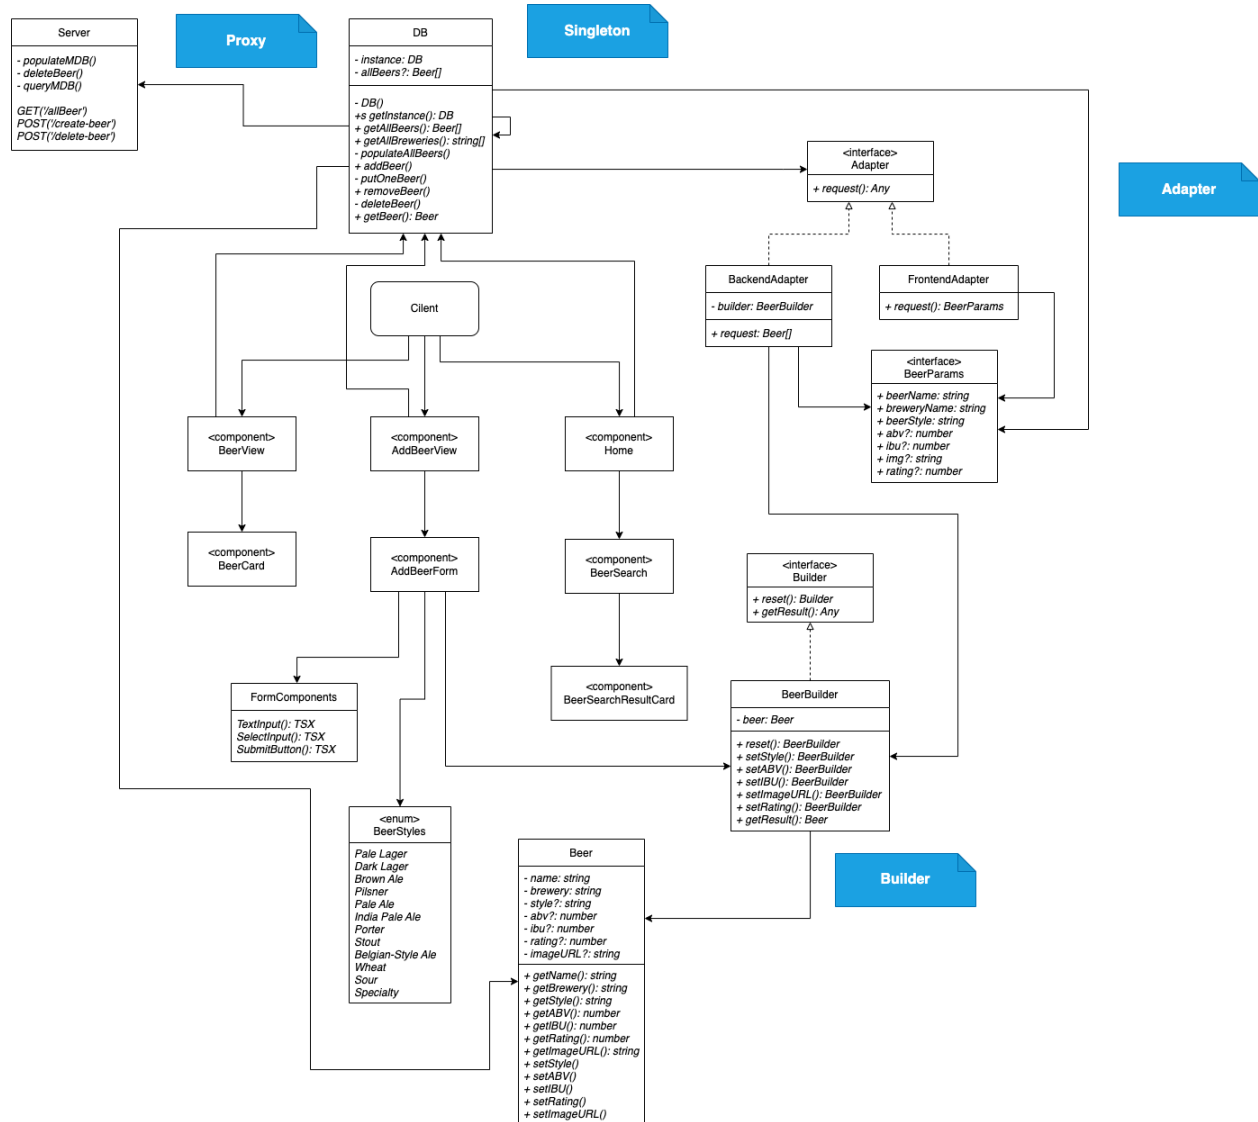 Server
- populateMDB()
- deleteBeer()
- queryMDB()
GET('/allBeer')
POST('/create-beer')
POST('/delete-beer')
Proxy
DB
- instance: DB
- allBeers?: Beer[]
- DB()
+s getInstance(): DB
+ getAllBeers(): Beer[]
+ getAllBreweries(): string[]
- populateAllBeers()
+ addBeer()
- putOneBeer()
+ removeBeer()
- deleteBeer()
+ getBeer(): Beer
Singleton
<interface>
Adapter
+ request(): Any
Adapter
BackendAdapter
- builder: BeerBuilder
+ request: Beer[]
FrontendAdapter
+ request(): BeerParams
Cilent
<interface>
BeerParams
+ beerName: string
+ breweryName: string
+ beerStyle: string
+ abv?: number
+ ibu?: number
+ img?: string
+ rating?: number
<component>
BeerView
<component>
AddBeerView
<component>
Home
<component>
BeerCard
<component>
AddBeerForm
<component>
BeerSearch
<interface>
Builder
+ reset(): Builder
+ getResult(): Any
<component>
BeerSearchResultCard
FormComponents
TextInput(): TSX
SelectInput(): TSX
SubmitButton(): TSX
BeerBuilder
- beer: Beer
+ reset(): BeerBuilder
+ setStyle(): BeerBuilder
+ setABV(): BeerBuilder
+ setIBU(): BeerBuilder
+ setImageURL(): BeerBuilder
+ setRating(): BeerBuilder
+ getResult(): Beer
<enum>
BeerStyles
Pale Lager
Dark Lager
Brown Ale
Pilsner
Pale Ale
India Pale Ale
Porter
Stout
Belgian-Style Ale
Wheat
Sour
Specialty
Beer
- name: string
- brewery: string
- style?: string
- abv?: number
- ibu?: number
- rating?: number
- imageURL?: string
+ getName(): string
+ getBrewery(): string
+ getStyle(): string
+ getABV(): number
+ getIBU(): number
+ getRating(): number
+ getImageURL(): string
+ setStyle()
+ setABV()
+ setIBU()
+ setRating()
+ setImageURL()
Builder